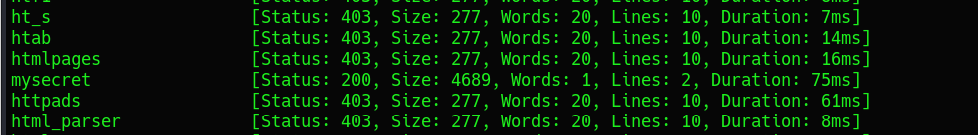 ht_s [Status: 403, Size: 277, Words: 20, Lines: 10, Duration: 7ms]
htab [Status: 403, Size: 277, Words: 20, Lines: 10, Duration: 14ms]
htmlpages [Status: 403, Size: 277, Words: 20, Lines: 10, Duration: 16ms]
mysecret [Status: 200, Size: 4689, Words: 1, Lines: 2, Duration: 75ms]
httpads [Status: 403, Size: 277, Words: 20, Lines: 10, Duration: 61ms]
html_parser [Status: 403, Size: 277, Words: 20, Lines: 10, Duration: 8ms]